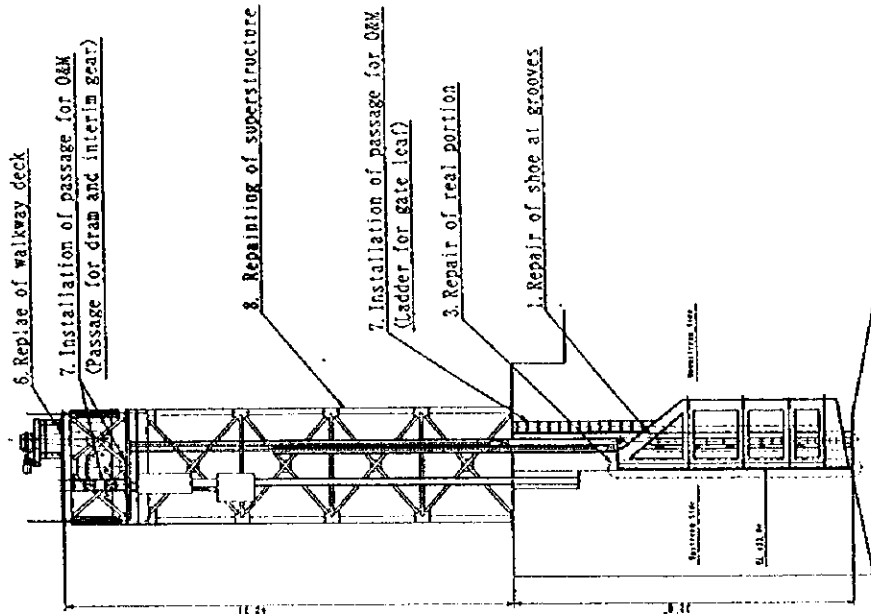 6. Replae of walkway deck
7. Installation of passage for O&M
(Passage for dram and interim gear)
8. Repainting of superstructure
7. Installation of passage for O&M
(Ladder for gate leaf)
3. Repair of real portion
1. Repair of shoe at grooves
Upstream Side